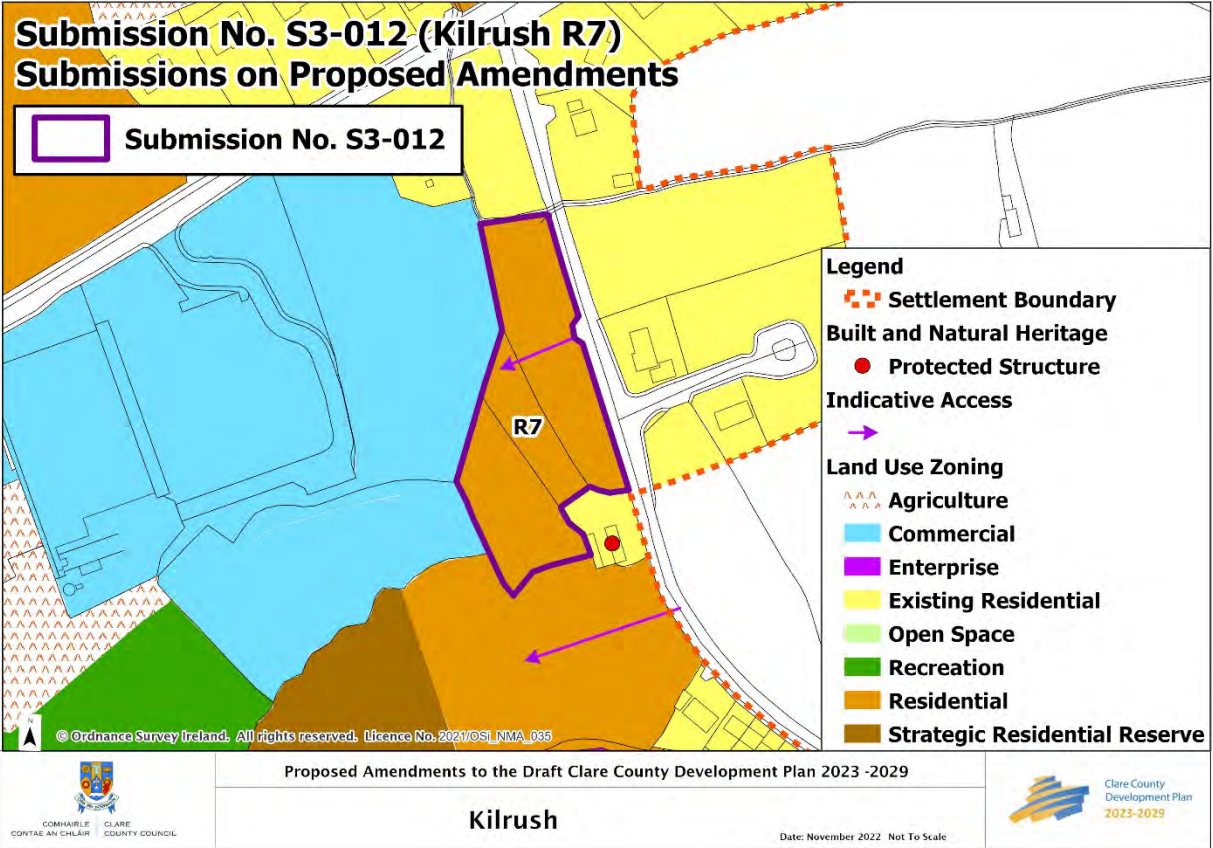 Submission No. S3-012 (Kilrush R7)
Submissions on Proposed Amendments
Submission No. S3-012
R7
Legend
Settlement Boundary
Built and Natural Heritage
Protected Structure
Indicative Access
Land Use Zoning
Agriculture
Commercial
Enterprise
Existing Residential
Open Space
Recreation
Residential
Strategic Residential Reserve
N
© Ordnance Survey Ireland. All rights reserved. Licence No. 2021/OSi_NMA_035
COMHAIRLE
CONTAE AN CHLÁIR
CLARE
COUNTY COUNCIL
Proposed Amendments to the Draft Clare County Development Plan 2023 -2029
Kilrush
Date: November 2022 Not To Scale
Clare County
Development Plan
2023-2029